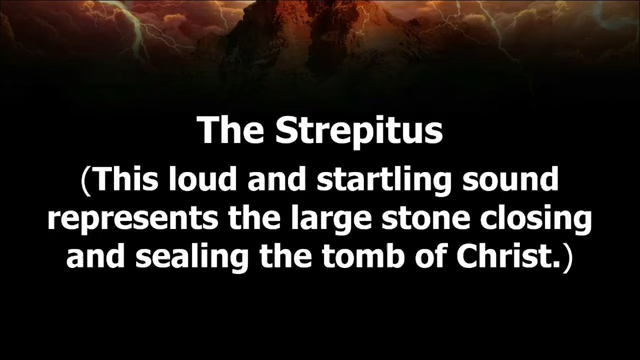 The Strepitus
(This loud and startling sound
represents the large stone closing
and sealing the tomb of Christ.)